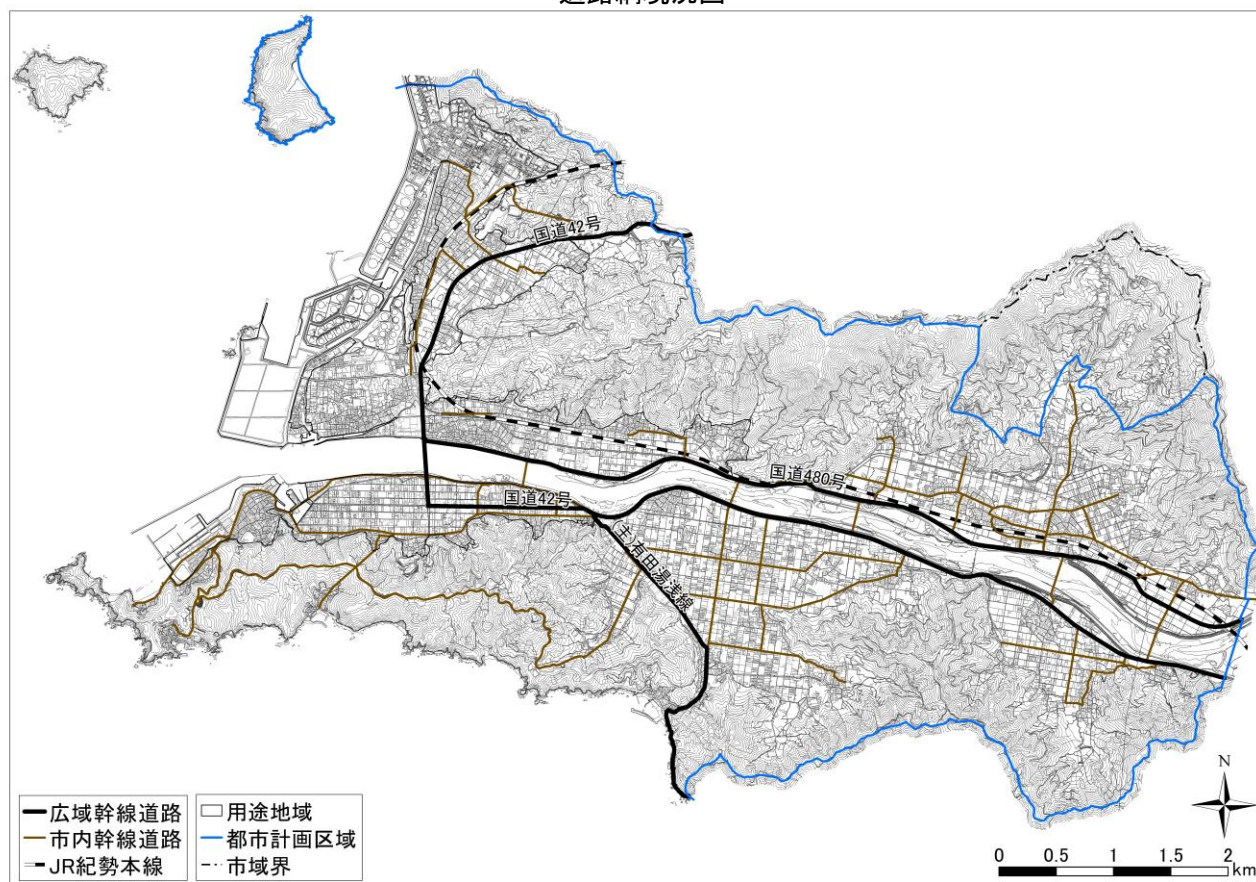 道路網現況図
国道42号
国道480号
国道42号
(主)有田湯浅線
広域幹線道路
市内幹線道路
JR紀勢本線
用途地域
都市計画区域
市域界
N
0 0.5 1 1.5 2
km